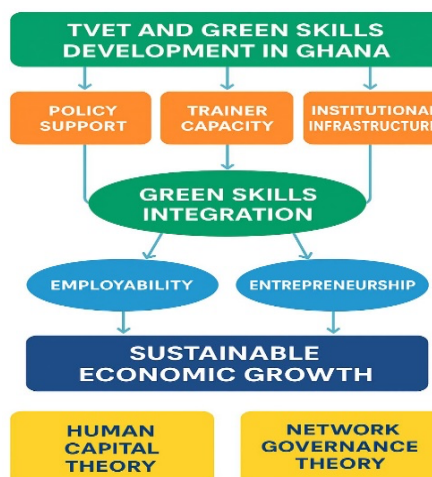 TVET AND GREEN SKILLS
DEVELOPMENT IN GHANA
POLICY
SUPPORT
TRAINER
CAPACITY
INSTITUTIONAL
INFRASTRUCTURE
GREEN SKILLS
INTEGRATION
EMPLOYABILITY
ENTREPRENEURSHIP
SUSTAINABLE
ECONOMIC GROWTH
HUMAN
CAPITAL
THEORY
NETWORK
GOVERNANCE
THEORY